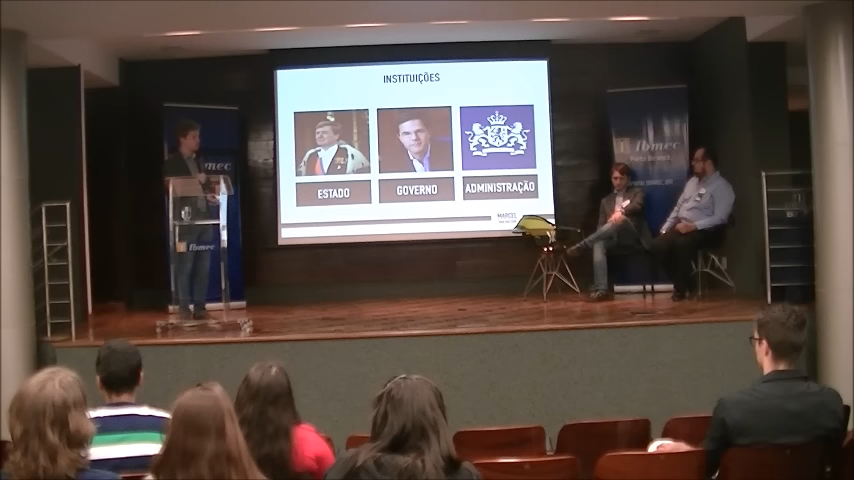 INSTITUIÇÕES
ESTADO
GOVERNO
ADMINISTRAÇÃO
MARCEL
Ibmec
Ibmec
Ibmec